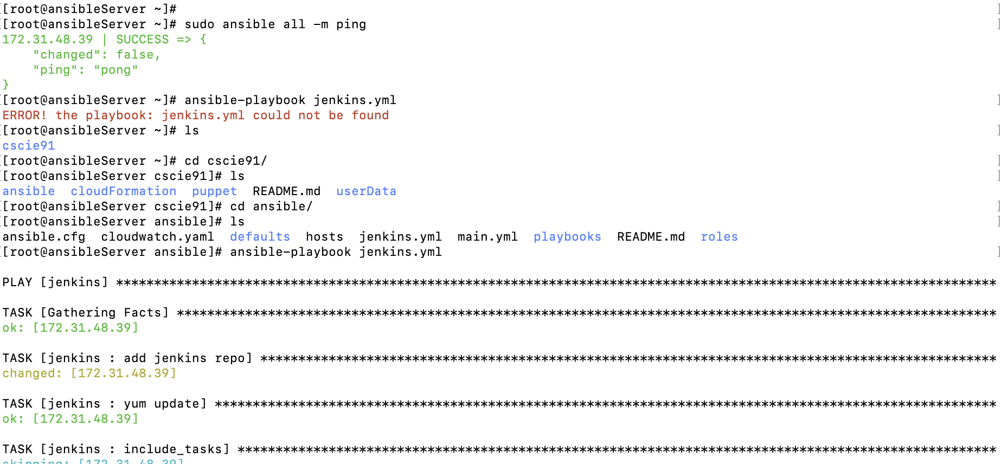 [root@ansibleServer ~]#
[root@ansibleServer ~]# sudo ansible all -m ping
172.31.48.39 | SUCCESS => {
    "changed": false,
    "ping": "pong"
}
[root@ansibleServer ~]# ansible-playbook jenkins.yml
ERROR! the playbook: jenkins.yml could not be found
[root@ansibleServer ~]# ls
cscie91
[root@ansibleServer ~]# cd cscie91/
[root@ansibleServer cscie91]# ls
ansible  cloudFormation  puppet  README.md  userData
[root@ansibleServer cscie91]# cd ansible/
[root@ansibleServer ansible]# ls
ansible.cfg  cloudwatch.yaml  defaults  hosts  jenkins.yml  main.yml  playbooks  README.md  roles
[root@ansibleServer ansible]# ansible-playbook jenkins.yml
PLAY [jenkins] ********************************************************************************************************************
TASK [Gathering Facts] ************************************************************************************************************
ok: [172.31.48.39]
TASK [jenkins : add jenkins repo] *************************************************************************************************
changed: [172.31.48.39]
TASK [jenkins : yum update] *******************************************************************************************************
ok: [172.31.48.39]
TASK [jenkins : include_tasks] ****************************************************************************************************
skipping: [172.31.48.39]